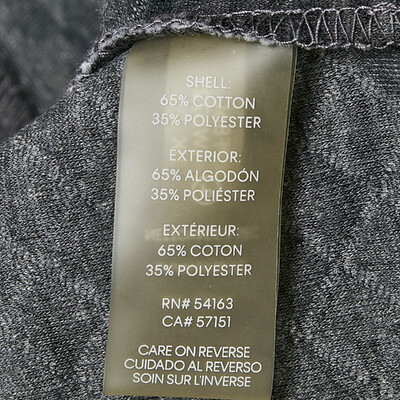 SHELL:
65% COTTON
35% POLYESTER
EXTERIOR:
65% ALGODÓN
35% POLIÉSTER
EXTÉRIEUR:
65% COTON
35% POLYESTER
RN# 54163
CA# 57151
CARE ON REVERSE
CUIDADO AL REVERSO
SOIN SUR L'INVERSE